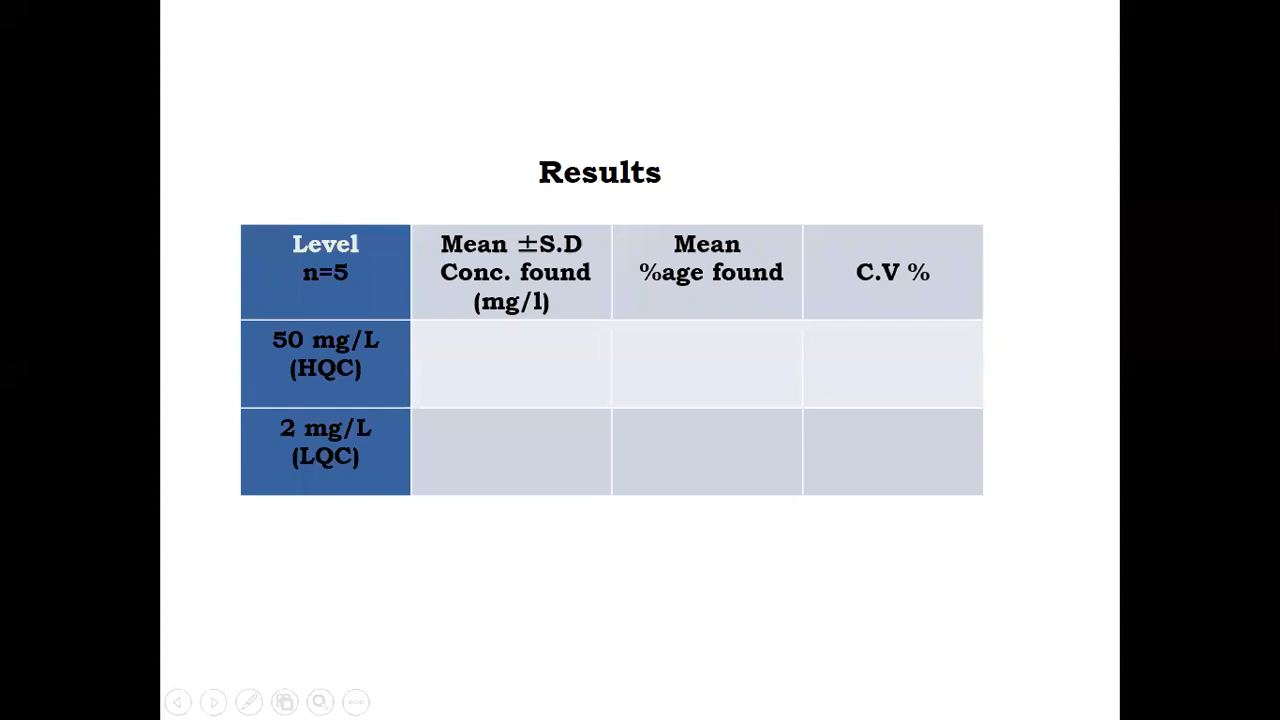 Results
Level
n=5
Mean ±S.D
Conc. found
(mg/l)
Mean
%age found
C.V %
50 mg/L
(HQC)
2 mg/L
(LQC)